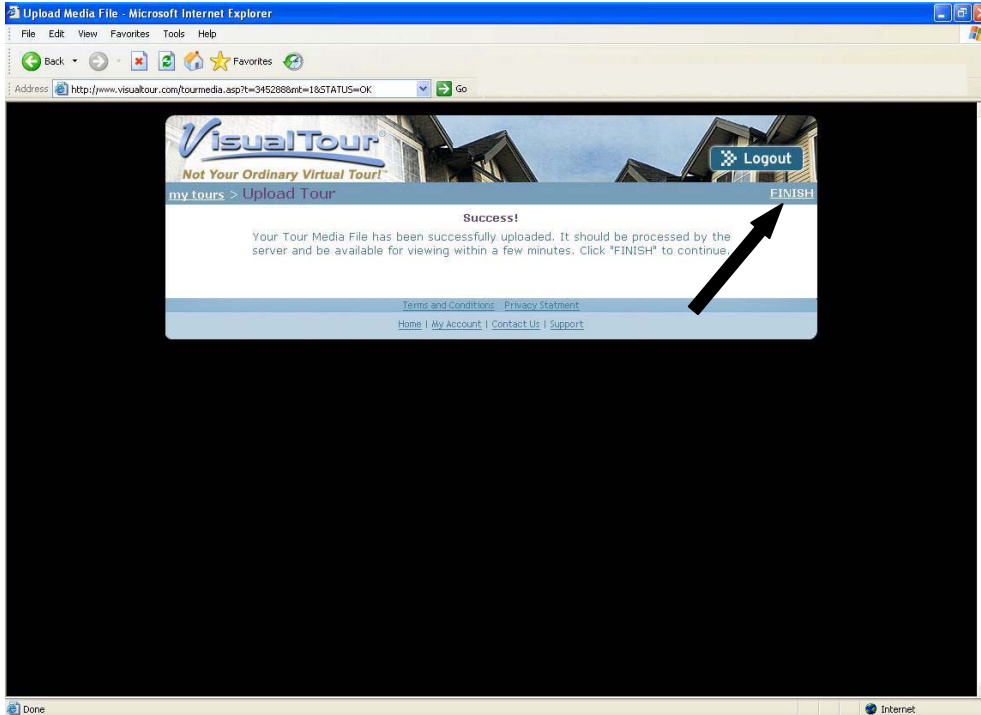 Upload Media File - Microsoft Internet Explorer
File Edit View Favorites Tools Help
Back Favorites
Address http://www.visualtour.com/tourmedia.asp?t=345288&mt=1&STATUS=OK Go
VisualTour®
Not Your Ordinary Virtual Tour!
Logout
my tours > Upload Tour FINISH
Success!
Your Tour Media File has been successfully uploaded. It should be processed by the
server and be available for viewing within a few minutes. Click "FINISH" to continue.
Terms and Conditions Privacy Statment
Home | My Account | Contact Us | Support
Done Internet